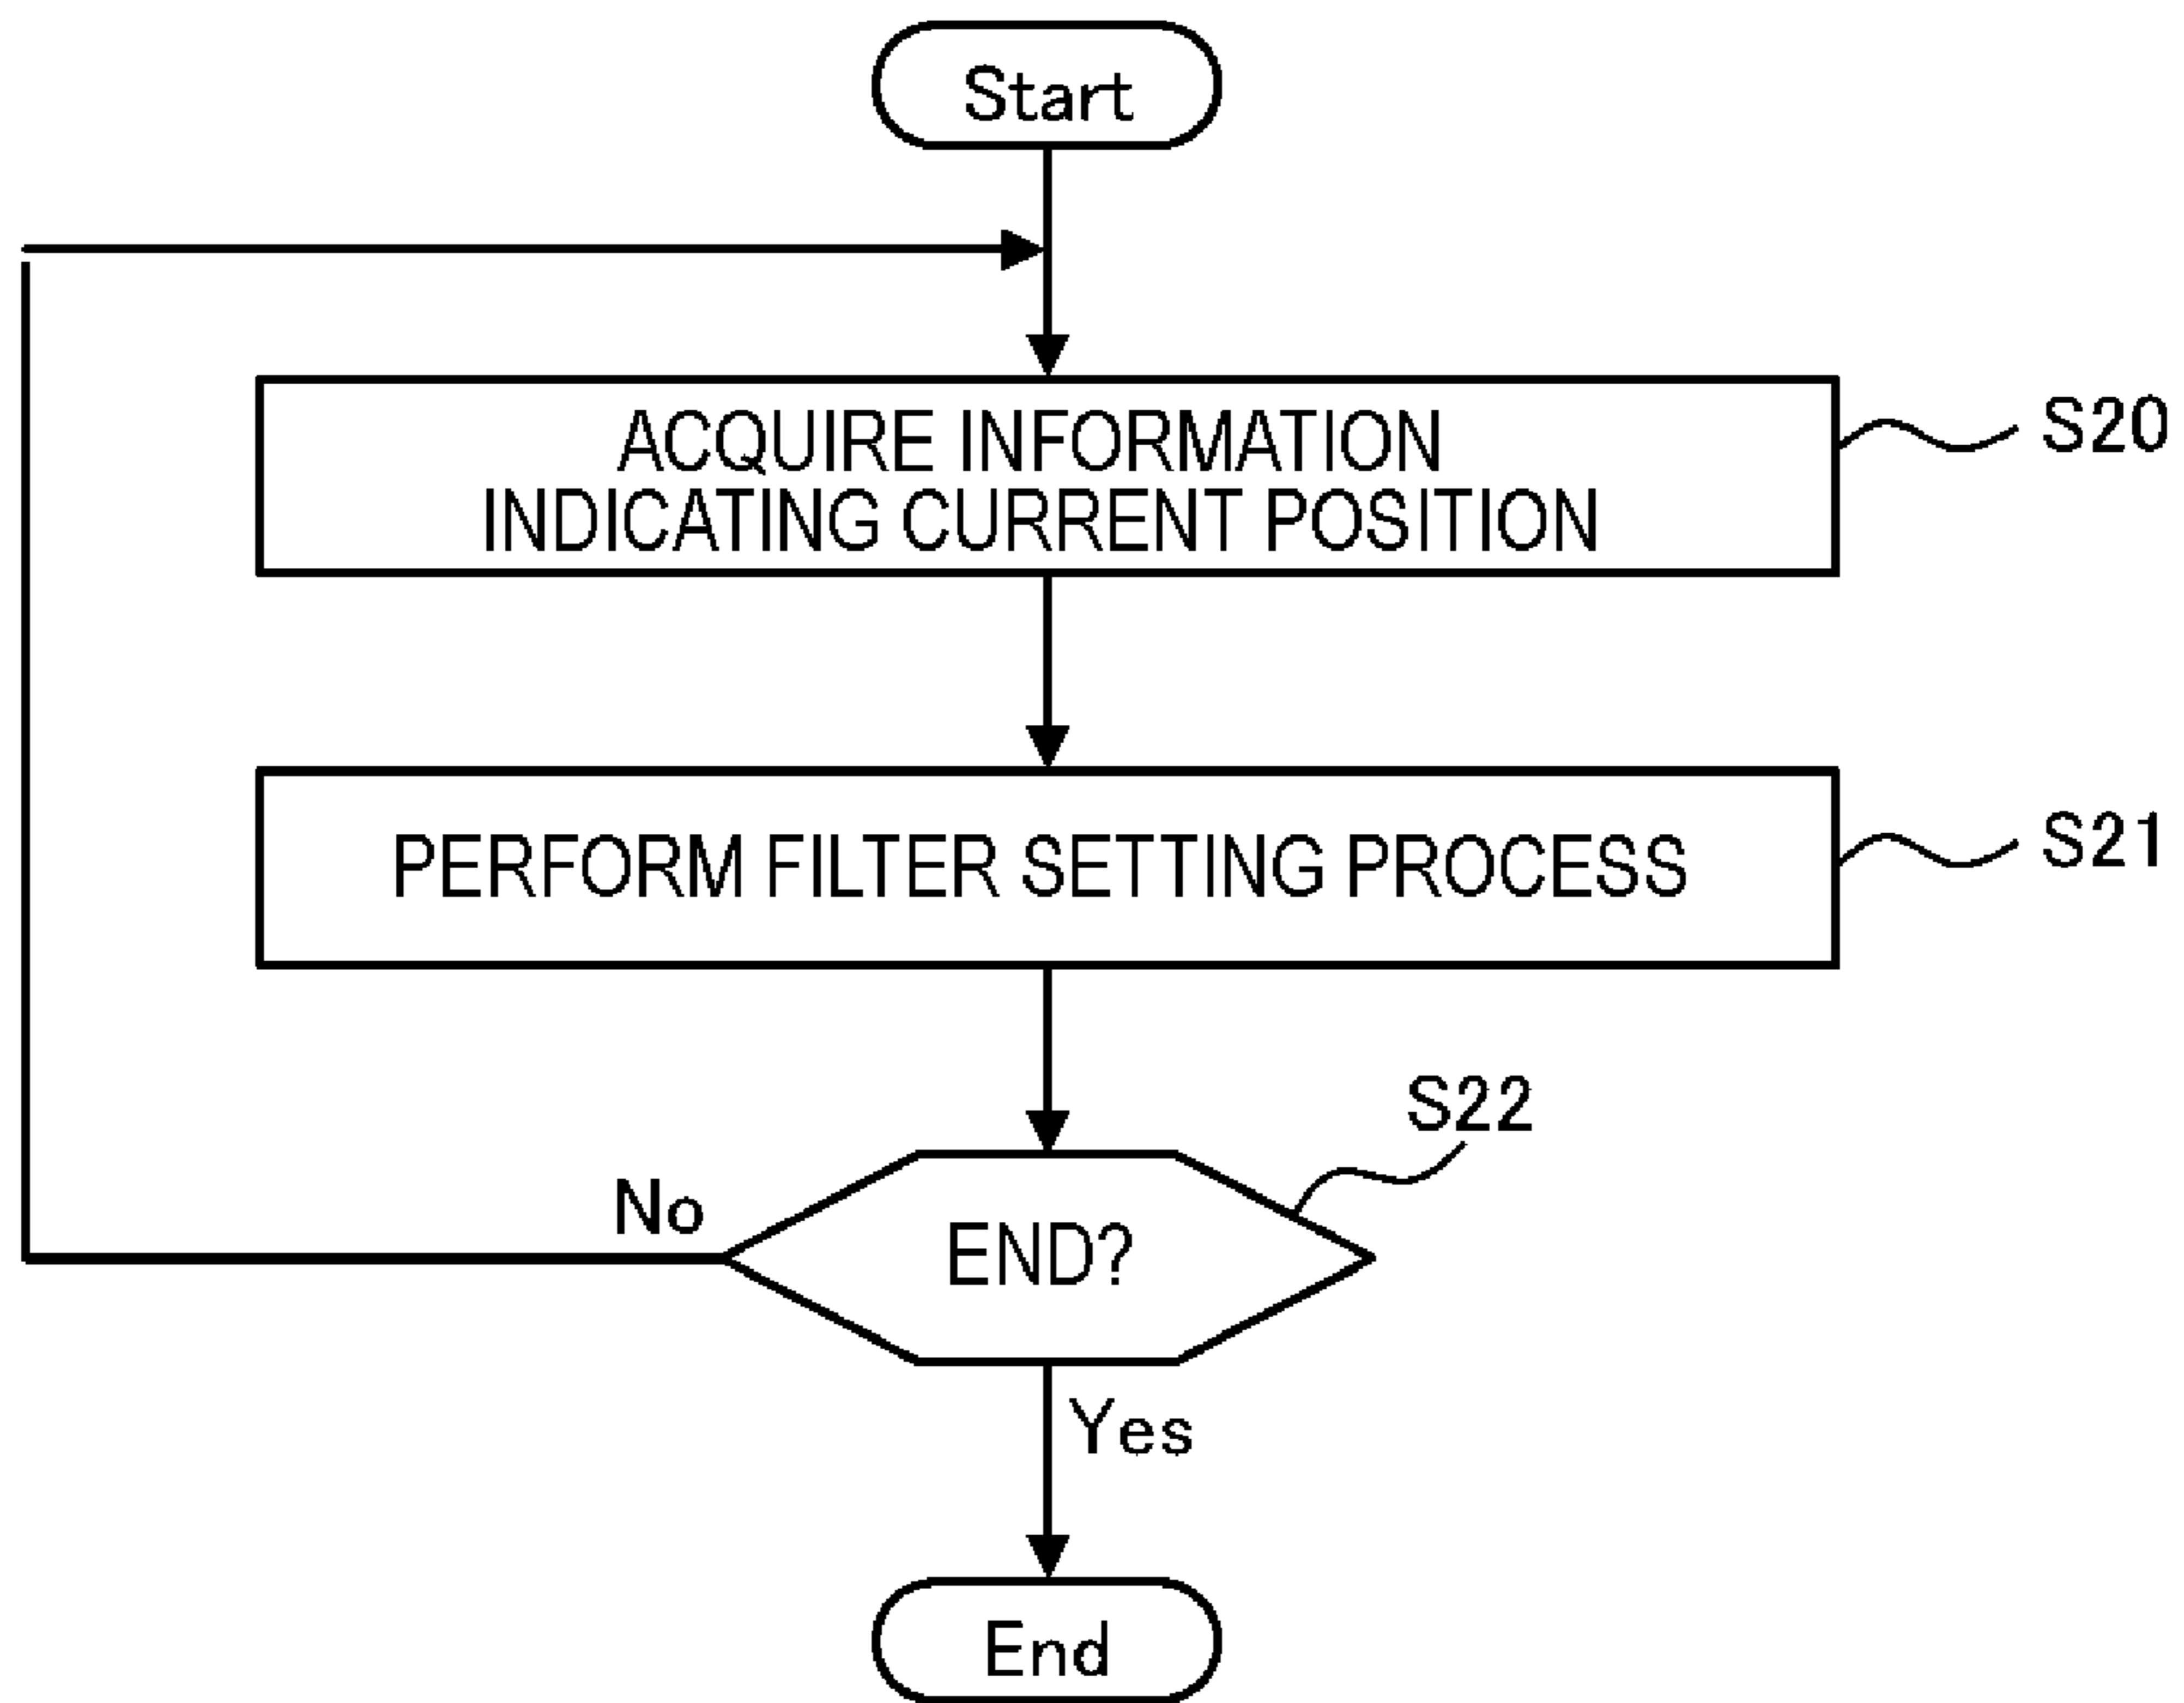 Start
ACQUIRE INFORMATION
INDICATING CURRENT POSITION
S20
PERFORM FILTER SETTING PROCESS
S21
S22
No
END?
Yes
End